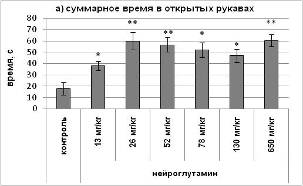 а) суммарное время в открытых рукавах
время, с
70
60
50
40
30
20
10
0
*
**
**
*
*
**
контроль
13 мг/кг
26 мг/кг
52 мг/кг
78 мг/кг
130 мг/кг
650 мг/кг
нейроглутамин